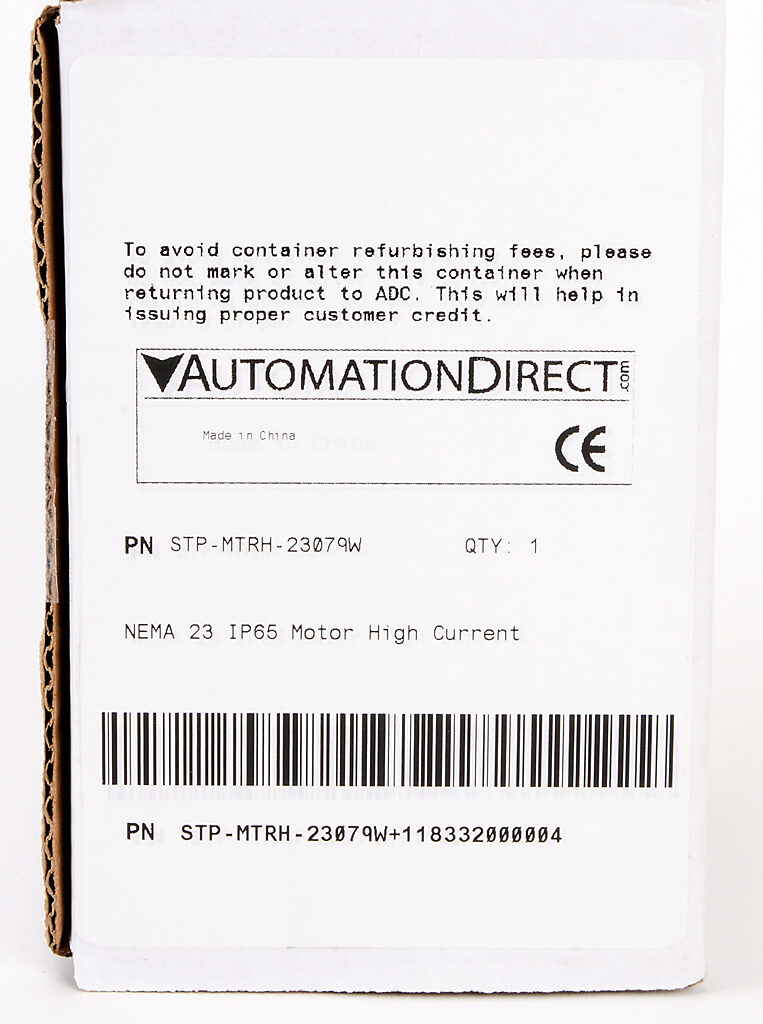 To avoid container refurbishing fees, please
do not mark or alter this container when
returning product to ADC. This will help in
issuing proper customer credit.
AUTOMATIONDIRECT.com
Made in China
CE
PN STP-MTRH-23079W QTY: 1
NEMA 23 IP65 Motor High Current
PN STP-MTRH-23079W+118332000004